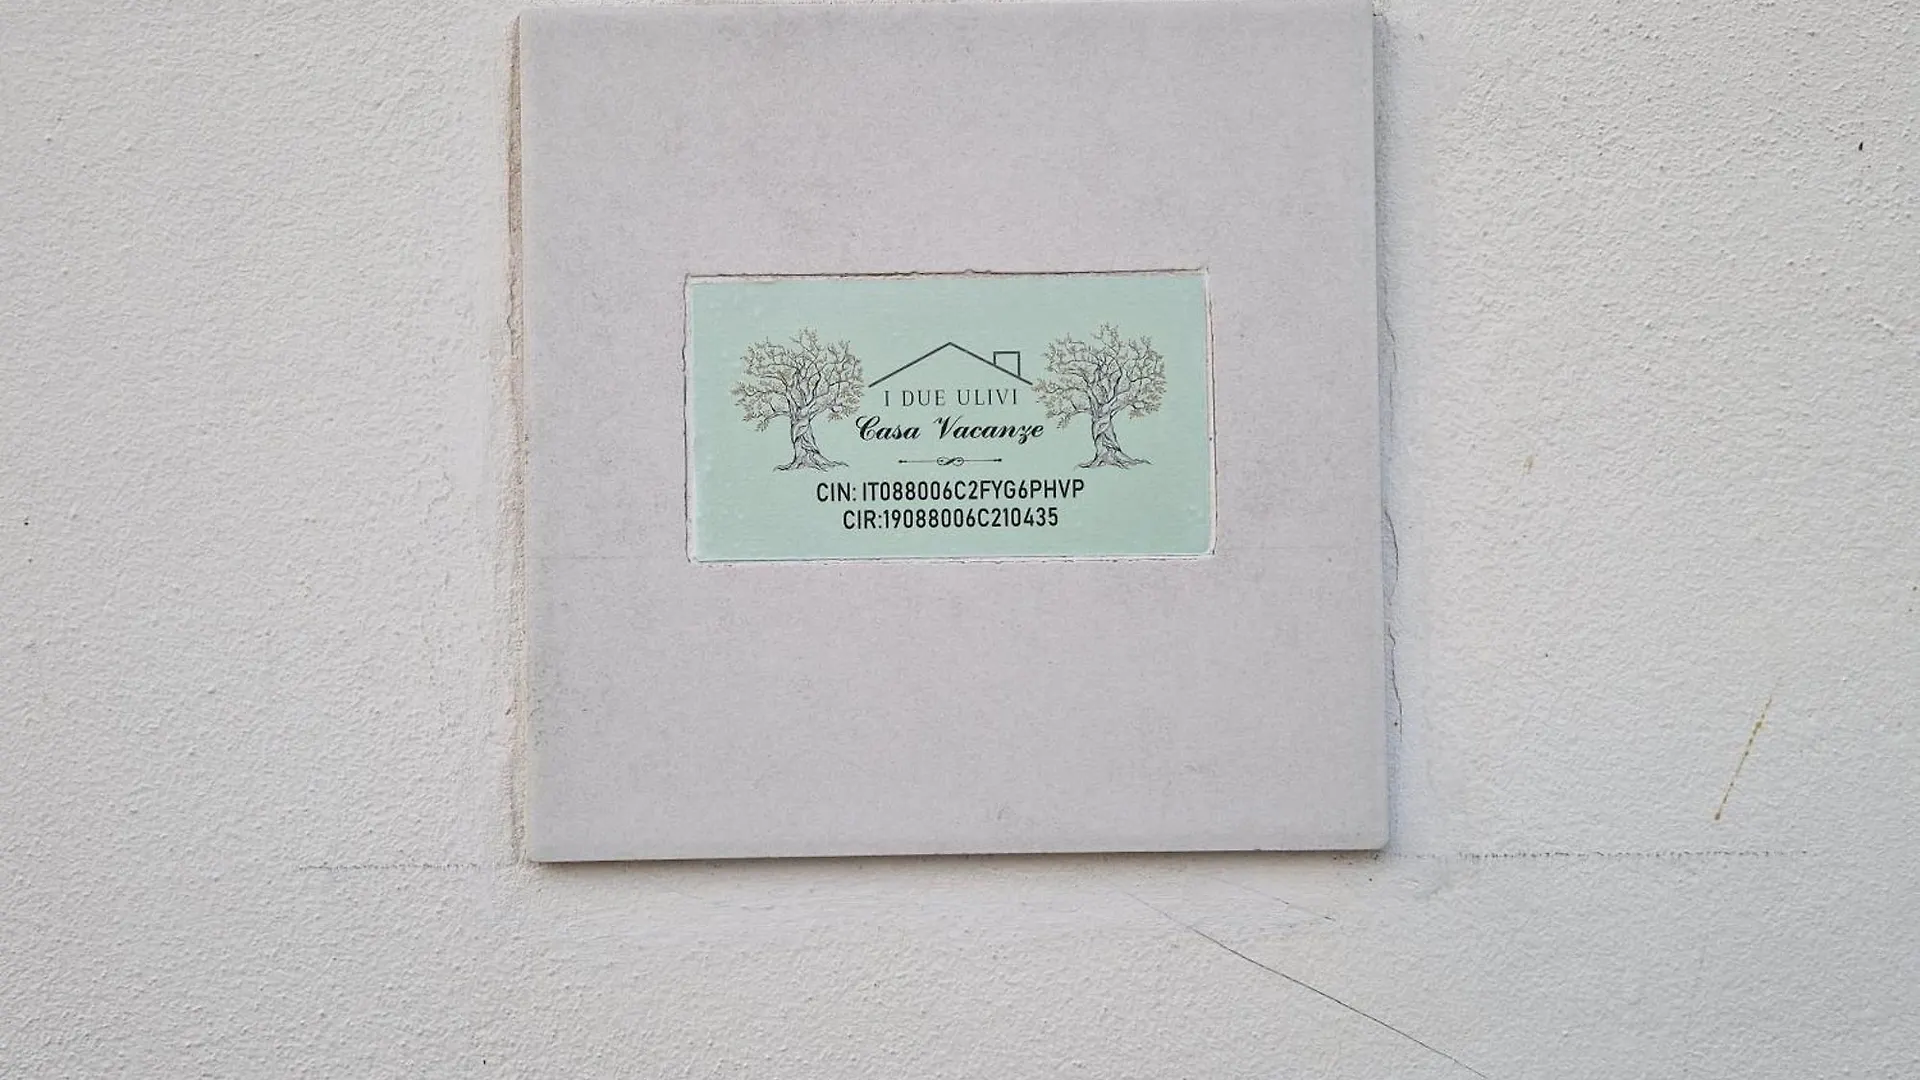 I DUE ULIVI
Casa Vacanze
CIN: IT088006C2FYG6PHVP
CIR:19088006C210435